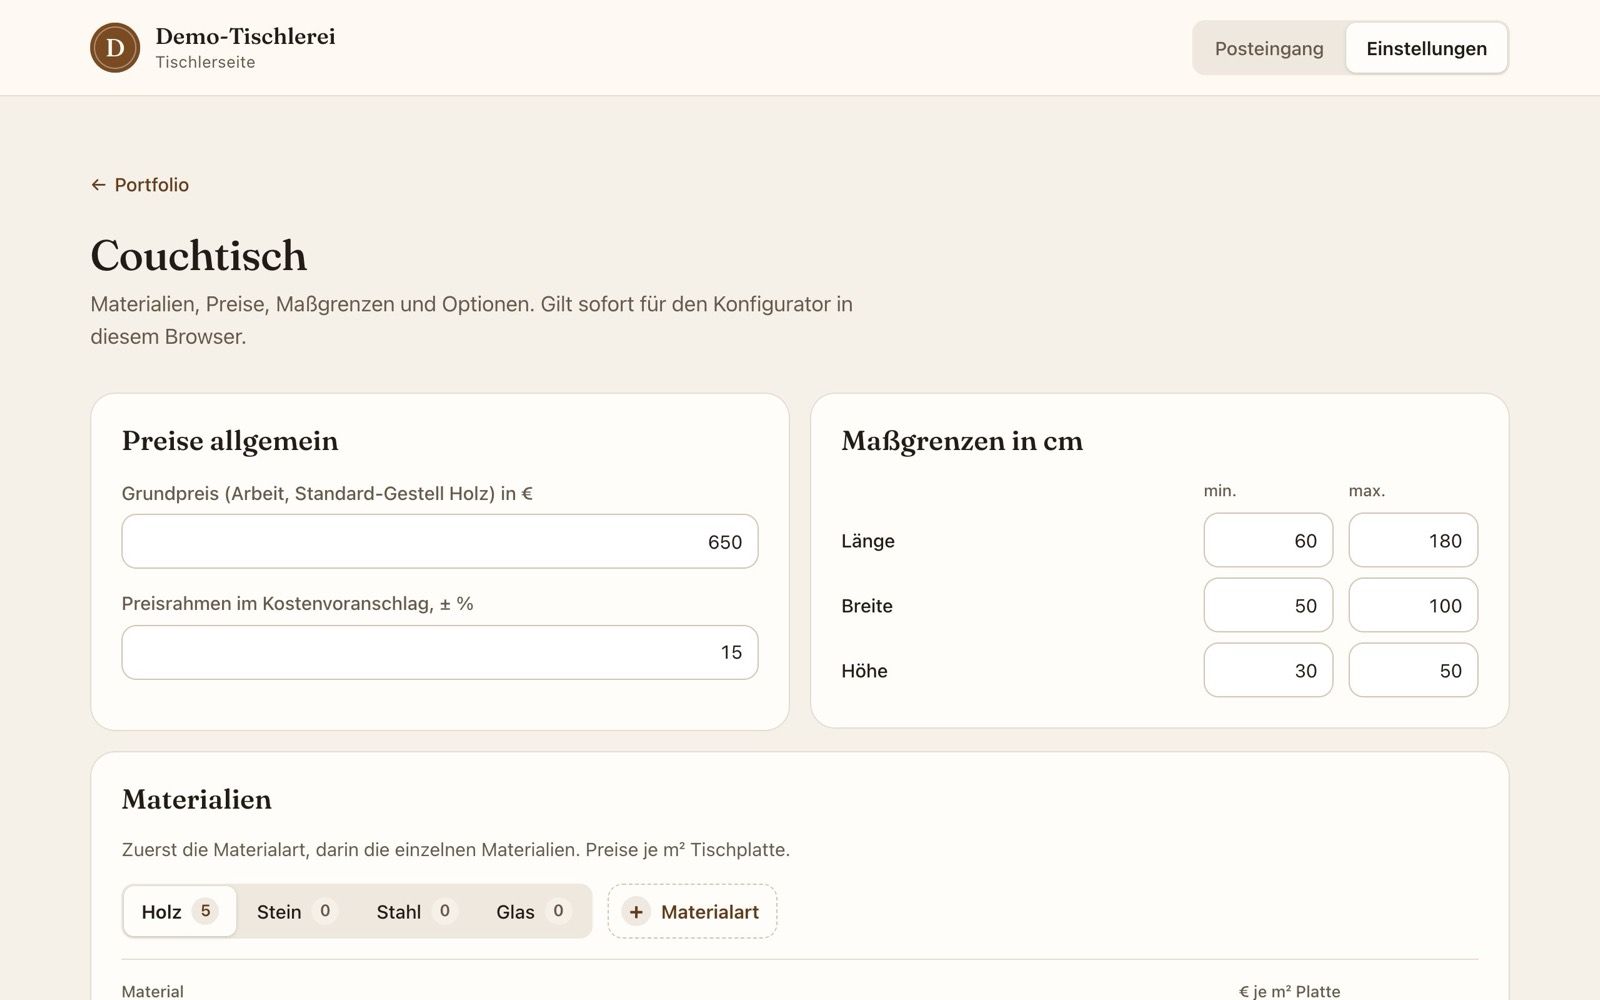 D
Demo-Tischlerei
Tischlerseite
Posteingang
Einstellungen
← Portfolio
Couchtisch
Materialien, Preise, Maßgrenzen und Optionen. Gilt sofort für den Konfigurator in
diesem Browser.
Preise allgemein
Grundpreis (Arbeit, Standard-Gestell Holz) in €
650
Preisrahmen im Kostenvoranschlag, ± %
15
Maßgrenzen in cm
min. max.
Länge 60 180
Breite 50 100
Höhe 30 50
Materialien
Zuerst die Materialart, darin die einzelnen Materialien. Preise je m² Tischplatte.
Holz 5 Stein 0 Stahl 0 Glas 0 + Materialart
Material € je m² Platte